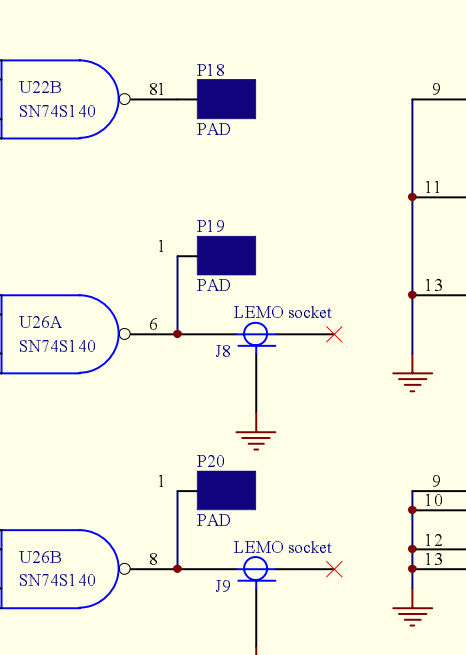 P18
U22B 81 9
SN74S140
PAD
11
P19
1
PAD 13
LEMO socket
U26A 6
SN74S140 J8
P20
1 9
10
PAD
12
LEMO socket
U26B 8 13
SN74S140 J9